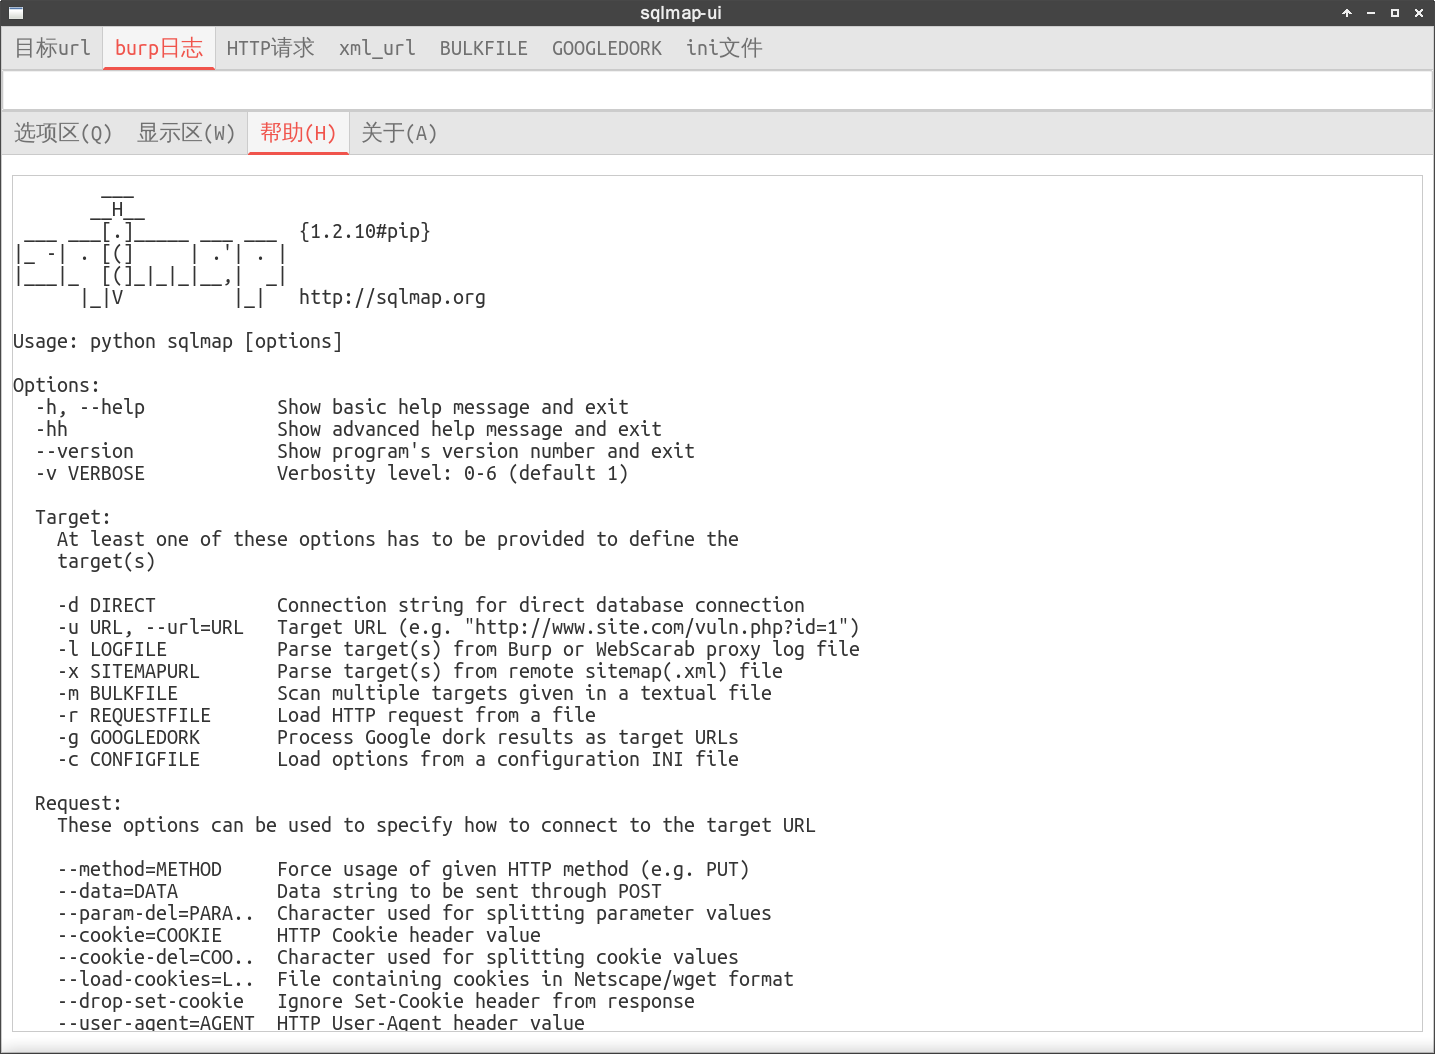 sqlmap-ui
目标url burp日志 HTTP请求 xml_url BULKFILE GOOGLEDORK ini文件
选项区(Q) 显示区(W) 帮助(H) 关于(A)
        ___
       __H__
 ___ ___[.]_____ ___ ___  {1.2.10#pip}
|_ -| . [(]     | .'| . |
|___|_  [(]_|_|_|__,|  _|
      |_|V          |_|   http://sqlmap.org
Usage: python sqlmap [options]
Options:
  -h, --help            Show basic help message and exit
  -hh                   Show advanced help message and exit
  --version             Show program's version number and exit
  -v VERBOSE            Verbosity level: 0-6 (default 1)
  Target:
    At least one of these options has to be provided to define the
    target(s)
    -d DIRECT           Connection string for direct database connection
    -u URL, --url=URL   Target URL (e.g. "http://www.site.com/vuln.php?id=1")
    -l LOGFILE          Parse target(s) from Burp or WebScarab proxy log file
    -x SITEMAPURL       Parse target(s) from remote sitemap(.xml) file
    -m BULKFILE         Scan multiple targets given in a textual file
    -r REQUESTFILE      Load HTTP request from a file
    -g GOOGLEDORK       Process Google dork results as target URLs
    -c CONFIGFILE       Load options from a configuration INI file
  Request:
    These options can be used to specify how to connect to the target URL
    --method=METHOD     Force usage of given HTTP method (e.g. PUT)
    --data=DATA         Data string to be sent through POST
    --param-del=PARA..  Character used for splitting parameter values
    --cookie=COOKIE     HTTP Cookie header value
    --cookie-del=COO..  Character used for splitting cookie values
    --load-cookies=L..  File containing cookies in Netscape/wget format
    --drop-set-cookie   Ignore Set-Cookie header from response
    --user-agent=AGENT  HTTP User-Agent header value